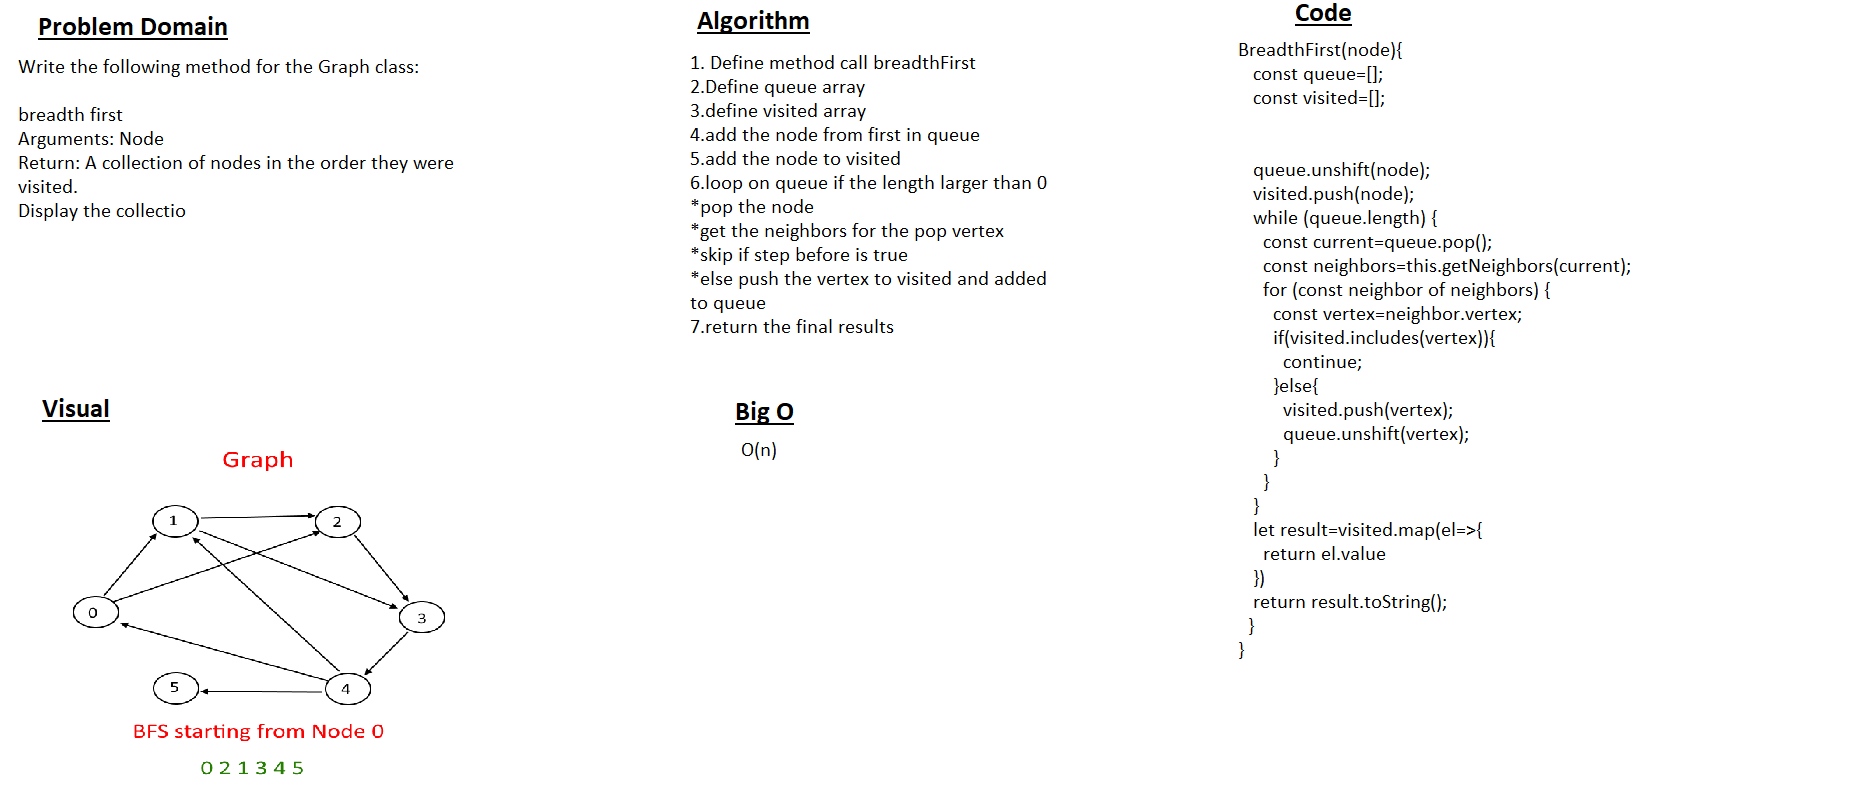 Problem Domain
Write the following method for the Graph class:
breadth first
Arguments: Node
Return: A collection of nodes in the order they were
visited.
Display the collectio
Algorithm
1. Define method call breadthFirst
2.Define queue array
3.define visited array
4.add the node from first in queue
5.add the node to visited
6.loop on queue if the length larger than 0
*pop the node
*get the neighbors for the pop vertex
*skip if step before is true
*else push the vertex to visited and added
to queue
7.return the final results
Code
BreadthFirst(node){
const queue=[];
const visited=[];
queue.unshift(node);
visited.push(node);
while (queue.length) {
const current=queue.pop();
const neighbors=this.getNeighbors(current);
for (const neighbor of neighbors) {
const vertex=neighbor.vertex;
if(visited.includes(vertex)){
continue;
}else{
visited.push(vertex);
queue.unshift(vertex);
}
}
}
let result=visited.map(el=>{
return el.value
})
return result.toString();
}
}
Visual
Graph
1
2
0
3
5
4
BFS starting from Node 0
0 2 1 3 4 5
Big O
O(n)